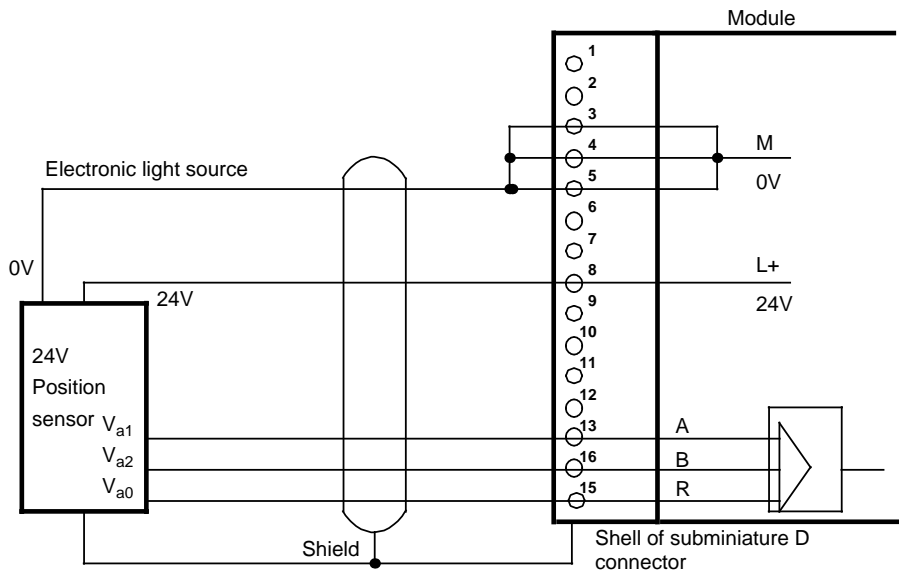 Module
1
2
3
4
M
Electronic light source
5
0V
6
7
0V
8
L+
24V
24V
9
10
24V
11
Position
12
sensor
Va1
13
A
Va2
16
B
Va0
15
R
Shield
Shell of subminiature D
connector